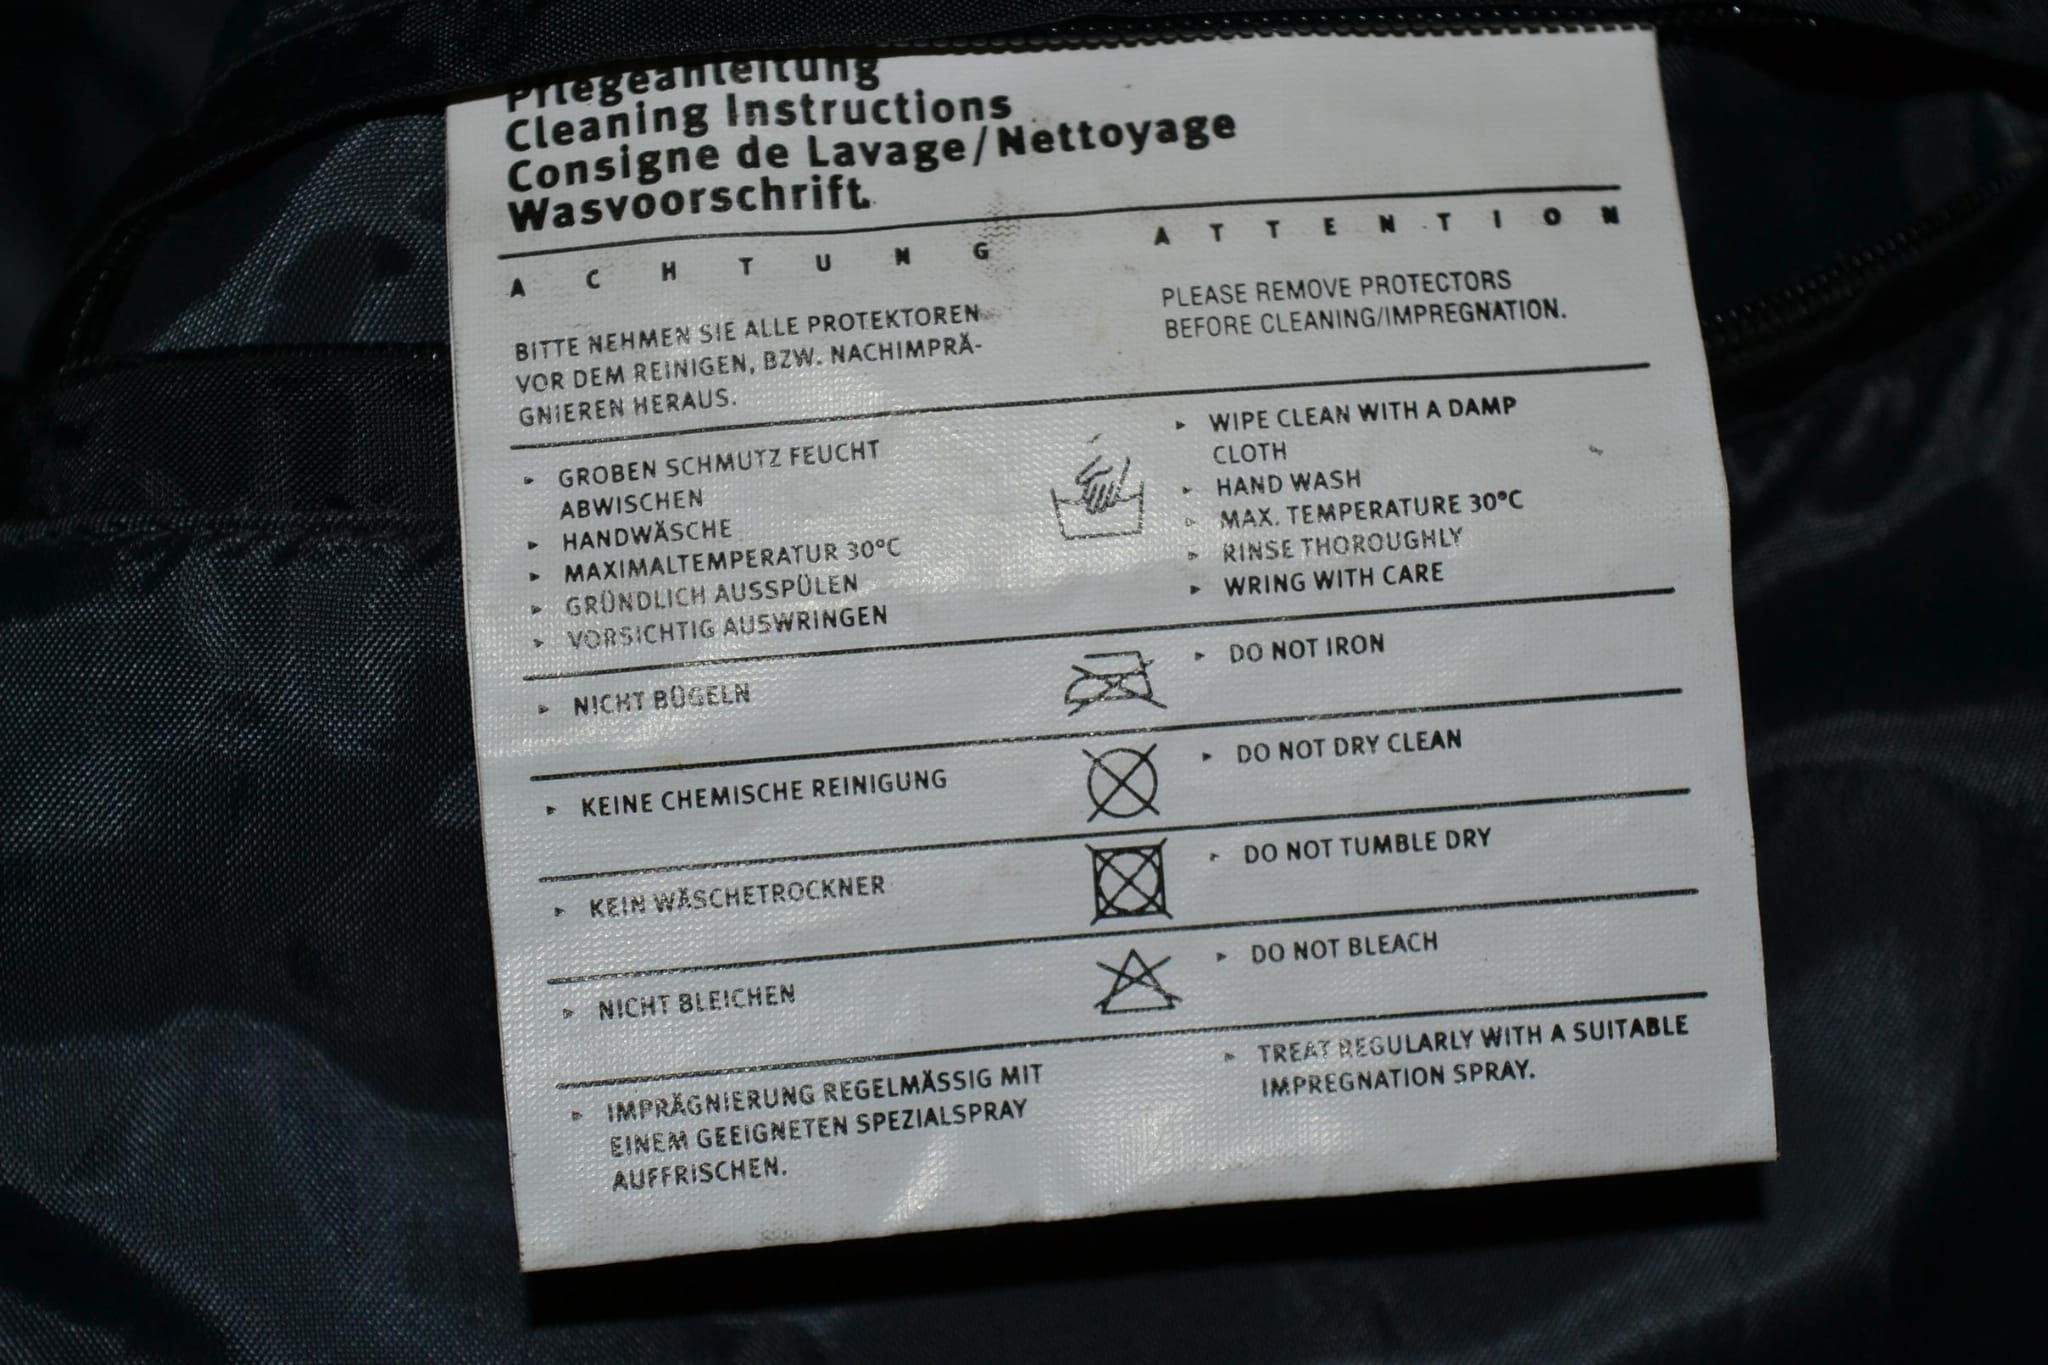 Pflegeanleitung
Cleaning Instructions
Consigne de Lavage/Nettoyage
Wasvoorschrift
ACHTUNG
BITTE NEHMEN SIE ALLE PROTEKTOREN
VOR DEM REINIGEN, BZW. NACHIMPRÄ-
GNIEREN HERAUS.
ATTENTION
PLEASE REMOVE PROTECTORS
BEFORE CLEANING/IMPREGNATION.
▸ GROBEN SCHMUTZ FEUCHT
ABWISCHEN
▸ HANDWÄSCHE
▸ MAXIMALTEMPERATUR 30°C
▸ GRÜNDLICH AUSSPÜLEN
▸ VORSICHTIG AUSWRINGEN
▸ WIPE CLEAN WITH A DAMP
CLOTH
▸ HAND WASH
▸ MAX. TEMPERATURE 30°C
▸ RINSE THOROUGHLY
▸ WRING WITH CARE
▸ NICHT BÜGELN
▸ DO NOT IRON
▸ KEINE CHEMISCHE REINIGUNG
▸ DO NOT DRY CLEAN
▸ KEIN WÄSCHETROCKNER
▸ DO NOT TUMBLE DRY
▸ NICHT BLEICHEN
▸ DO NOT BLEACH
▸ IMPRÄGNIERUNG REGELMÄSSIG MIT
EINEM GEEIGNETEN SPEZIALSPRAY
AUFFRISCHEN.
▸ TREAT REGULARLY WITH A SUITABLE
IMPREGNATION SPRAY.